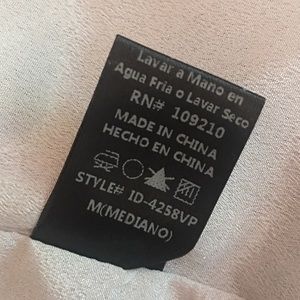 Lavar a Mano en
Agua Fria o Lavar Seco
RN# 109210
MADE IN CHINA
HECHO EN CHINA
STYLE# ID-4258VP
M(MEDIANO)